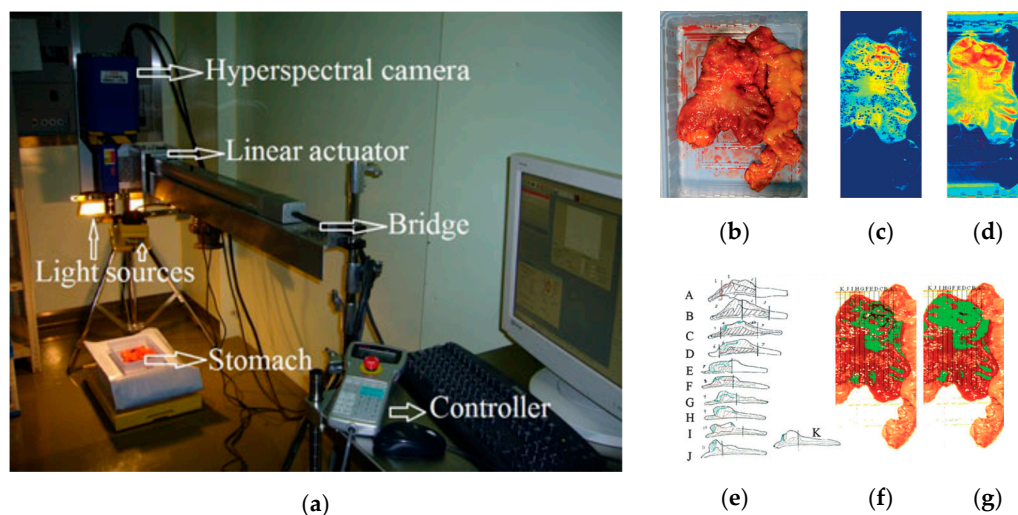 Hyperspectral camera
Linear actuator
Bridge
Light sources
Stomach
Controller
(a)
(b)
(c)
(d)
A
B
C
D
E
F
G
H
I
J
K
K J I H G F E D C B
K J I H G F E D C B
(e)
(f)
(g)